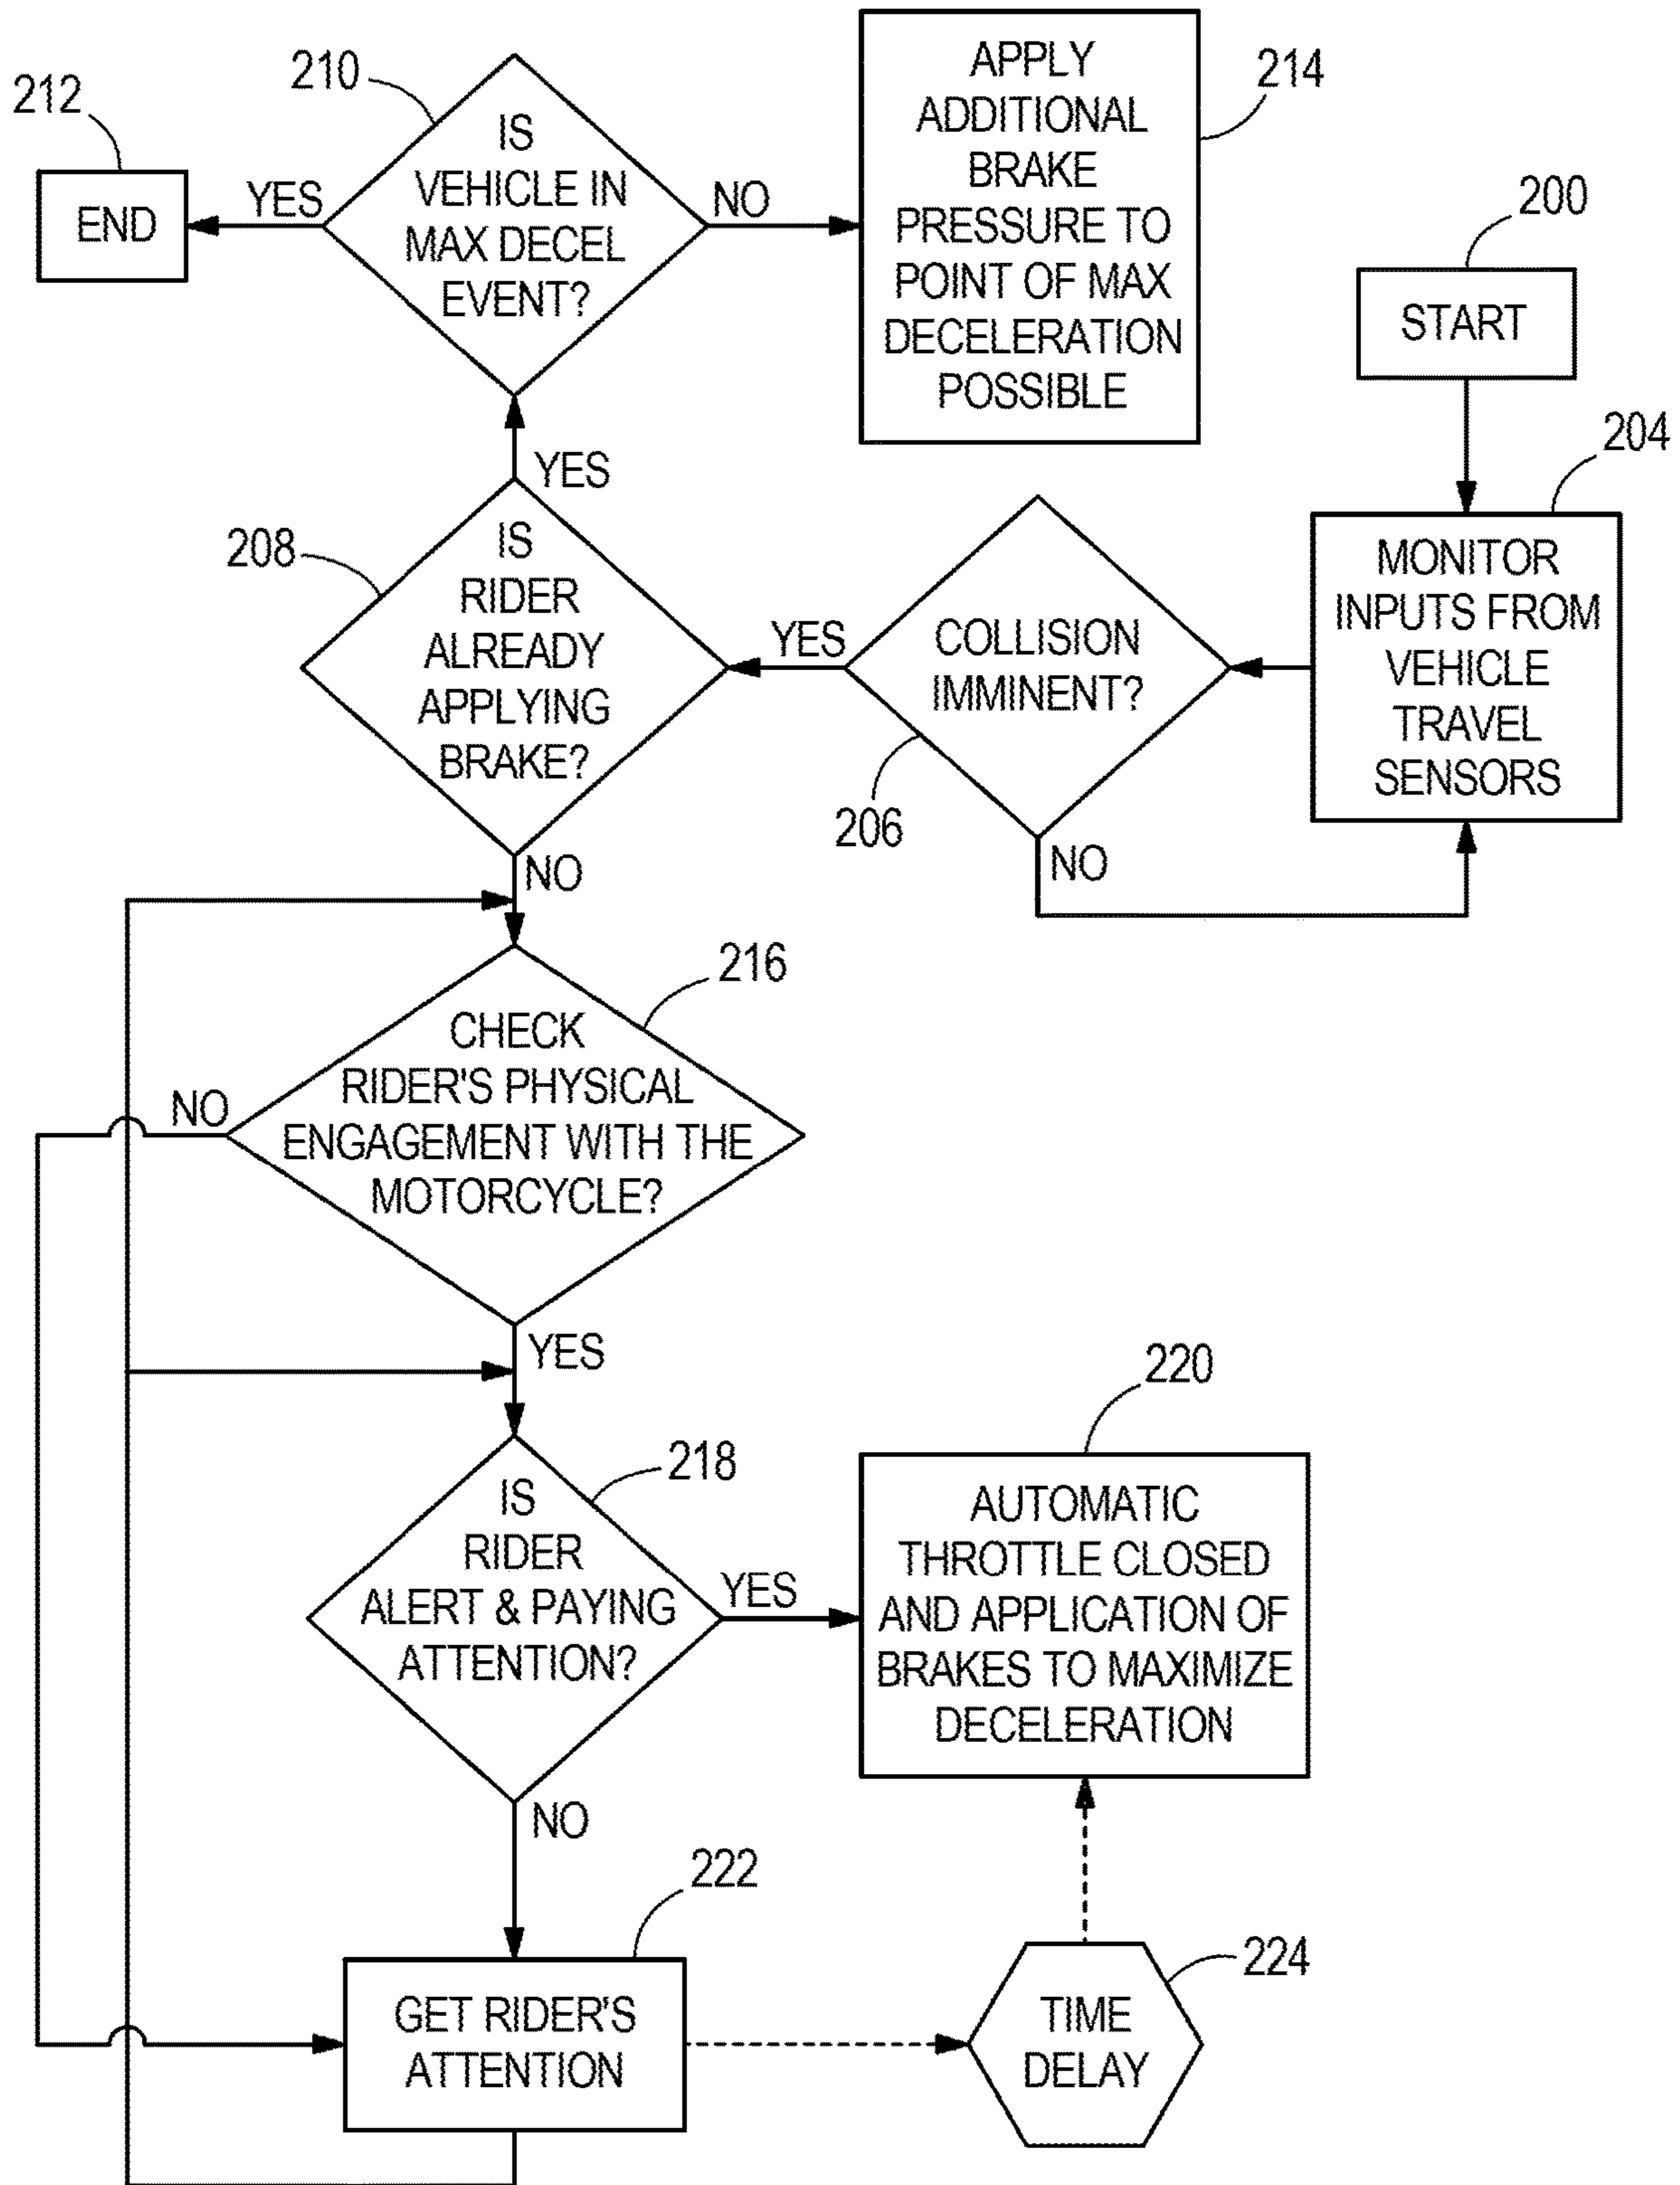 200
START
204
MONITOR
INPUTS FROM
VEHICLE
TRAVEL
SENSORS
COLLISION
IMMINENT?
206
YES
NO
208
IS
RIDER
ALREADY
APPLYING
BRAKE?
YES
NO
210
IS
VEHICLE IN
MAX DECEL
EVENT?
YES
NO
212
END
214
APPLY
ADDITIONAL
BRAKE
PRESSURE TO
POINT OF MAX
DECELERATION
POSSIBLE
216
CHECK
RIDER'S PHYSICAL
ENGAGEMENT WITH THE
MOTORCYCLE?
NO
YES
218
IS
RIDER
ALERT & PAYING
ATTENTION?
YES
NO
220
AUTOMATIC
THROTTLE CLOSED
AND APPLICATION OF
BRAKES TO MAXIMIZE
DECELERATION
222
GET RIDER'S
ATTENTION
224
TIME
DELAY